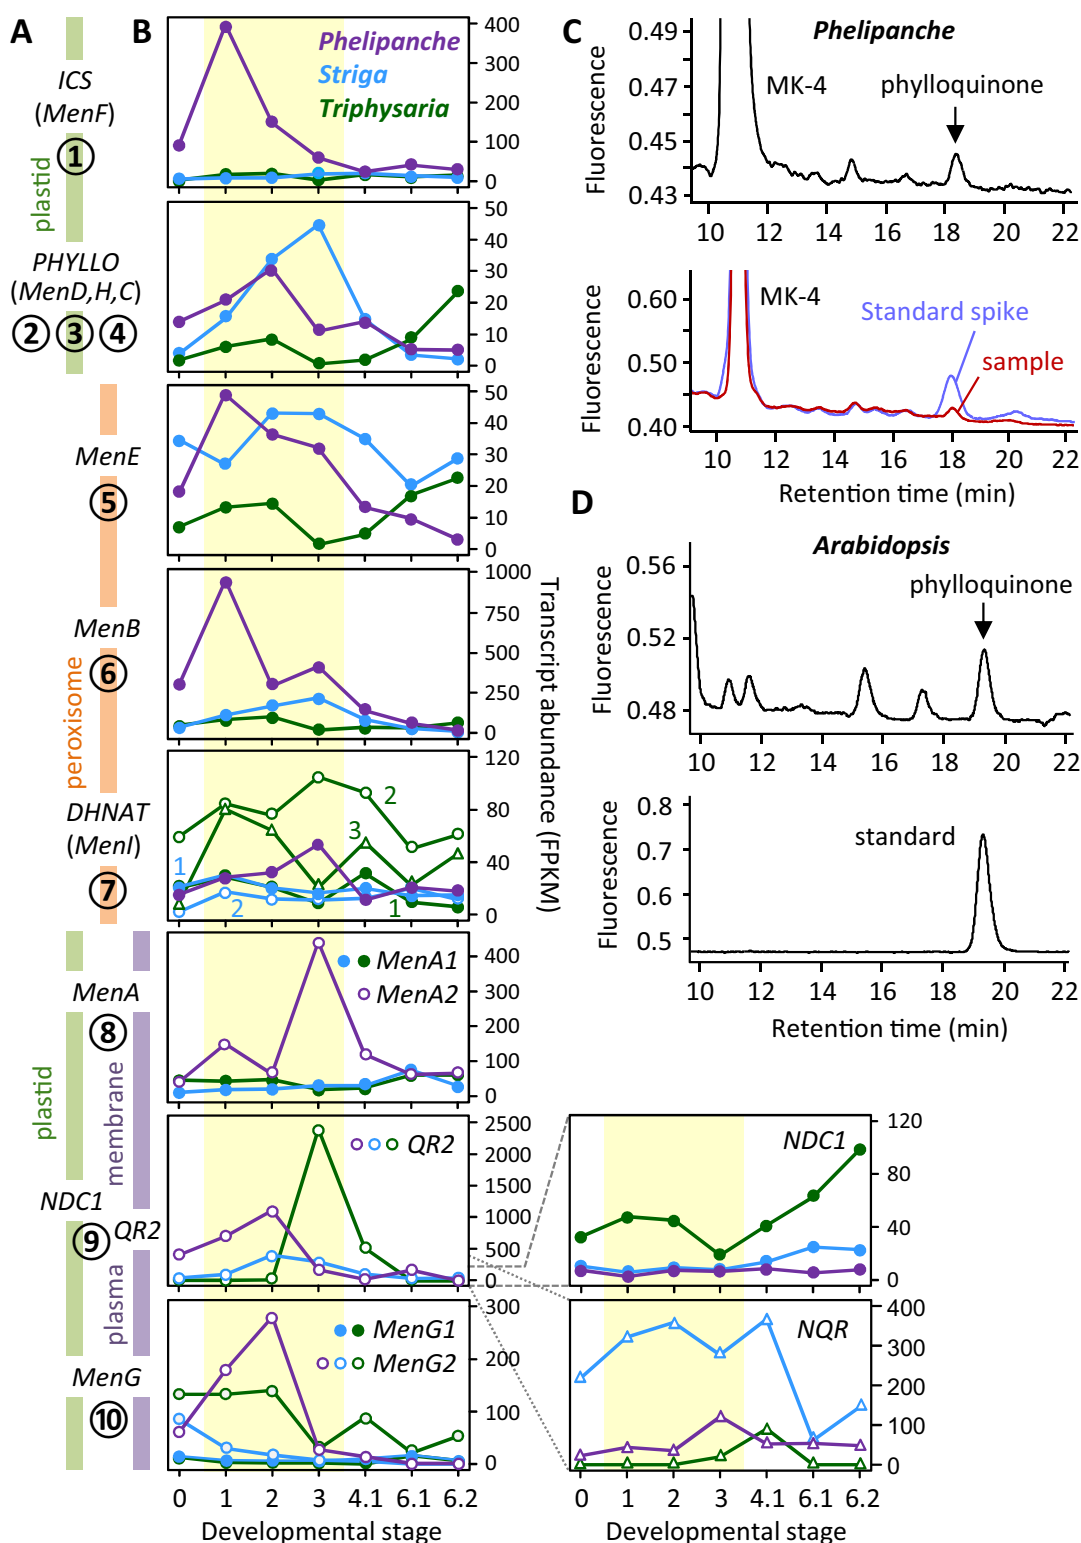 A
ICS
(MenF)
1
plastid
PHYLLO
(MenD,H,C)
2 3 4
MenE
5
MenB
6
peroxisome
DHNAT
(MenI)
7
MenA
8
plastid
membrane
NDC1
9 QR2
plasma
MenG
10
B
Phelipanche
Striga
Triphysaria
400
300
200
100
0
50
40
30
20
10
0
50
40
30
20
10
0
1000
750
500
250
0
120
80
40
0
1
2
2
3
1
MenA1
MenA2
400
300
200
100
0
QR2
2500
2000
1500
1000
500
0
MenG1
MenG2
300
200
100
0
0 1 2 3 4.1 6.1 6.2
Developmental stage
Transcript abundance (FPKM)
NDC1
120
80
40
0
NQR
400
300
200
100
0
0 1 2 3 4.1 6.1 6.2
Developmental stage
C
Phelipanche
Fluorescence
0.49
0.47
0.45
0.43
MK-4
phylloquinone
10 12 14 16 18 20 22
Fluorescence
0.60
0.50
0.40
MK-4
Standard spike
sample
10 12 14 16 18 20 22
Retention time (min)
D
Arabidopsis
Fluorescence
0.56
0.52
0.48
phylloquinone
10 12 14 16 18 20 22
Fluorescence
0.8
0.7
0.6
0.5
standard
10 12 14 16 18 20 22
Retention time (min)